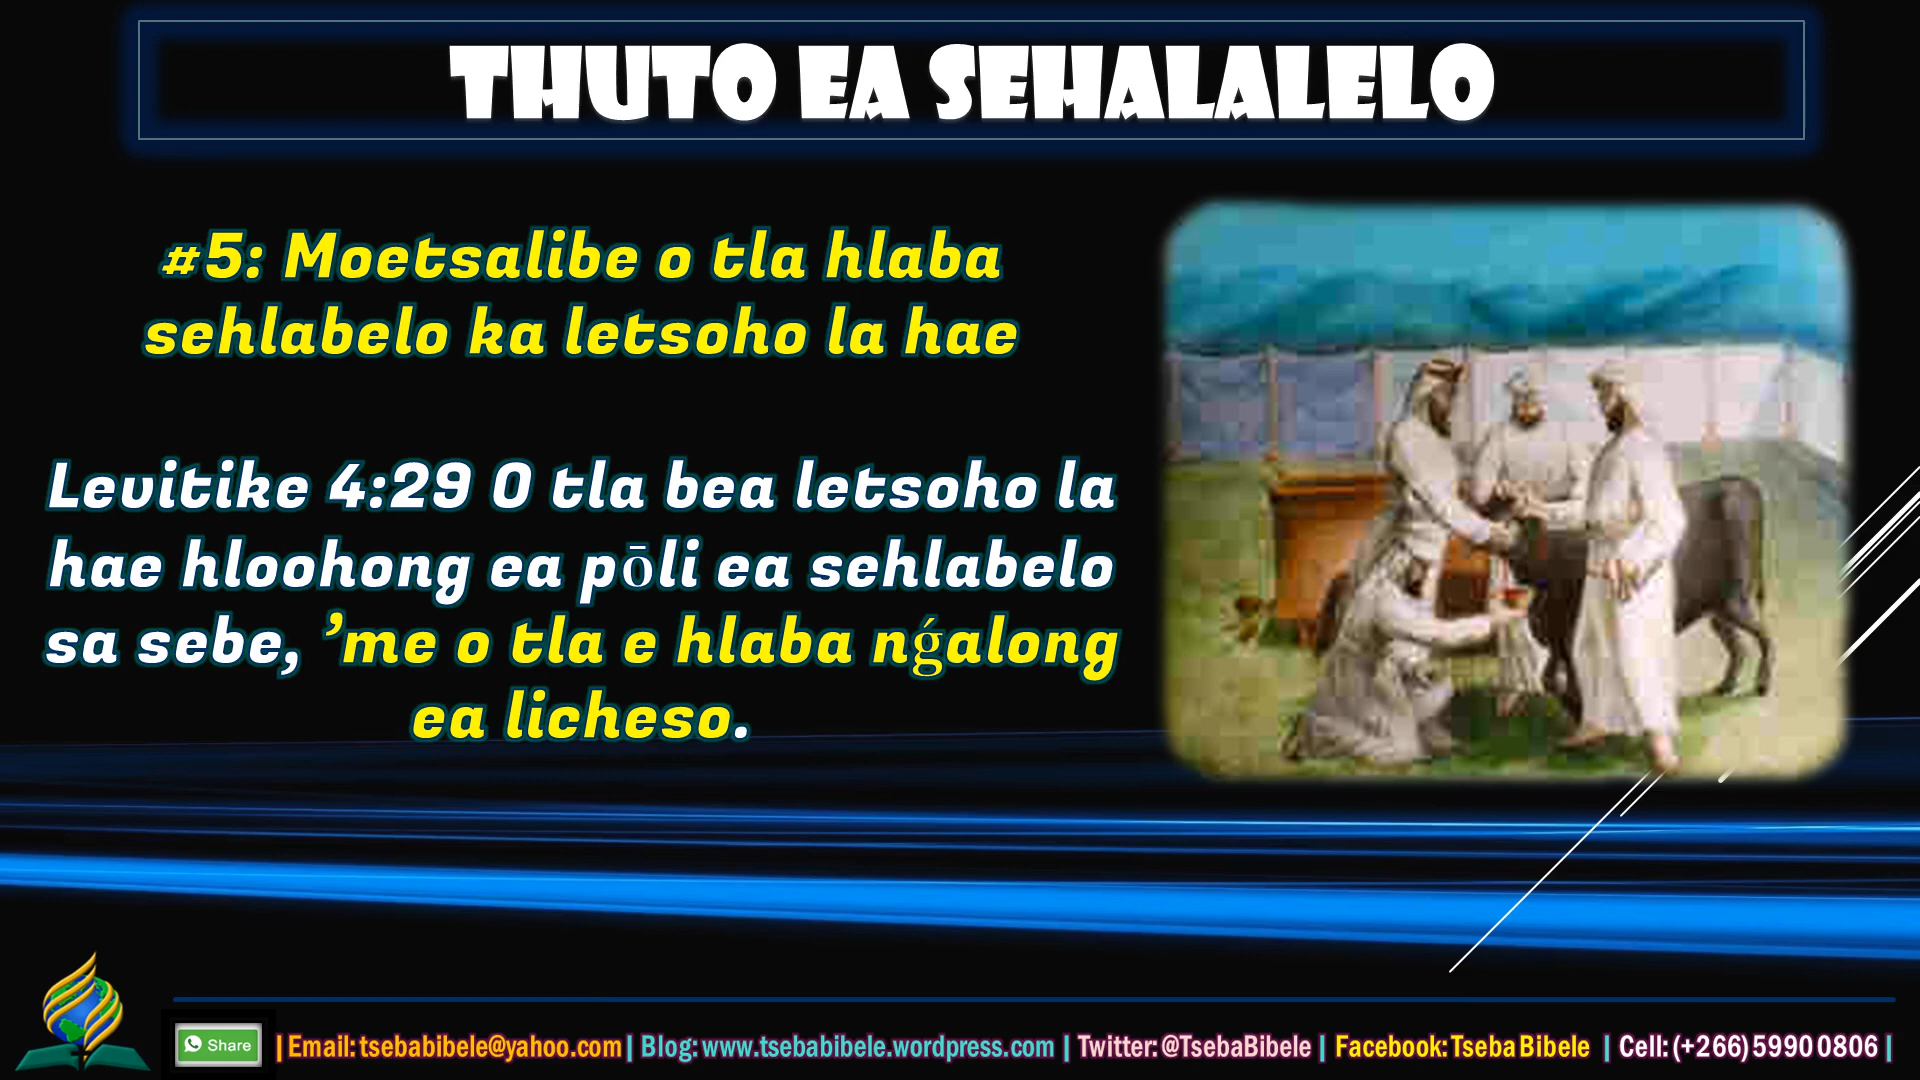 THUTO EA SEHALALELO
#5: Moetsalibe o tla hlaba
sehlabelo ka letsoho la hae
Levitike 4:29 O tla bea letsoho la
hae hloohong ea pōli ea sehlabelo
sa sebe, ’me o tla e hlaba nǵalong
ea licheso.
Share
| Email: tsebabibele@yahoo.com | Blog: www.tsebabibele.wordpress.com | Twitter: @TsebaBibele | Facebook: Tseba Bibele | Cell: (+266) 5990 0806 |